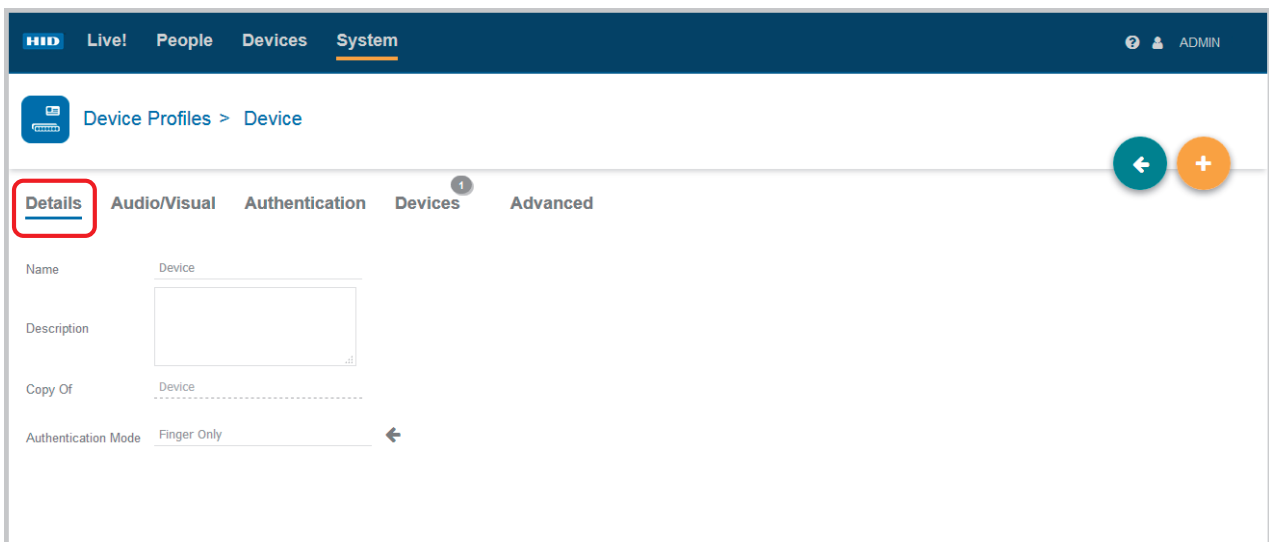 HID Live! People Devices System ADMIN
Device Profiles > Device
Details Audio/Visual Authentication Devices 1 Advanced
Name Device
Description
Copy Of Device
Authentication Mode Finger Only